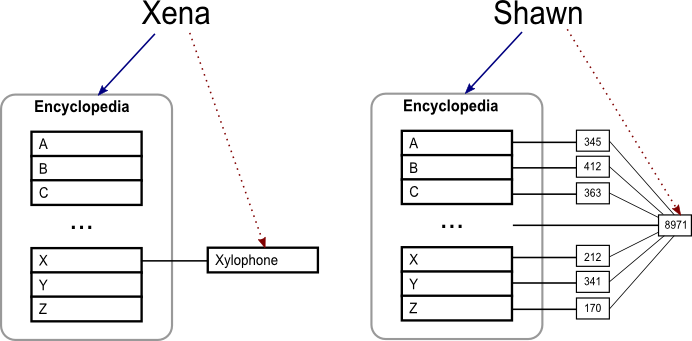 Xena
Encyclopedia
A
B
C
...
X
Xylophone
Y
Z
Shawn
Encyclopedia
A
345
B
412
C
363
...
8971
X
212
Y
341
Z
170